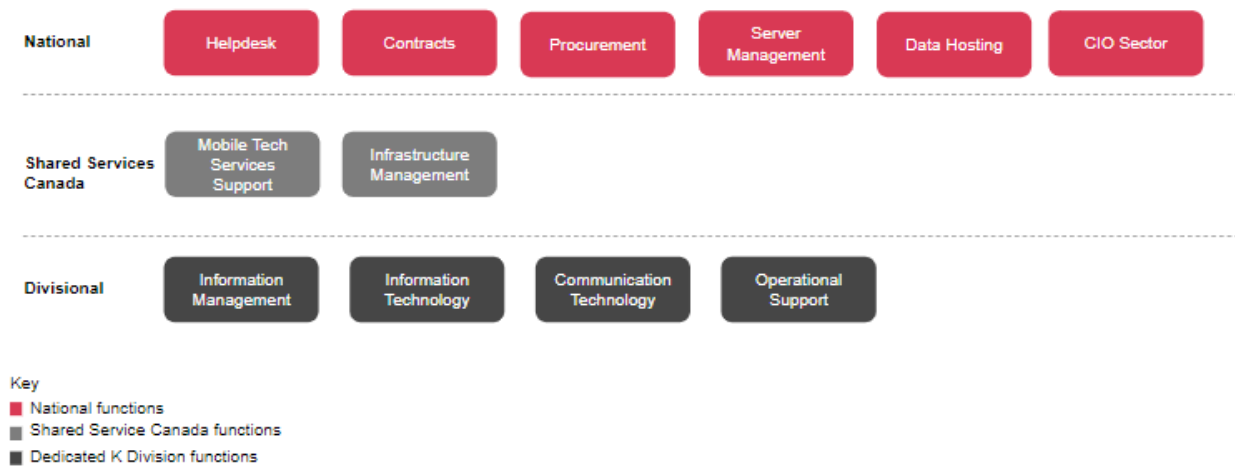 National
Helpdesk
Contracts
Procurement
Server
Management
Data Hosting
CIO Sector
Shared Services
Canada
Mobile Tech
Services
Support
Infrastructure
Management
Divisional
Information
Management
Information
Technology
Communication
Technology
Operational
Support
Key
National functions
Shared Service Canada functions
Dedicated K Division functions